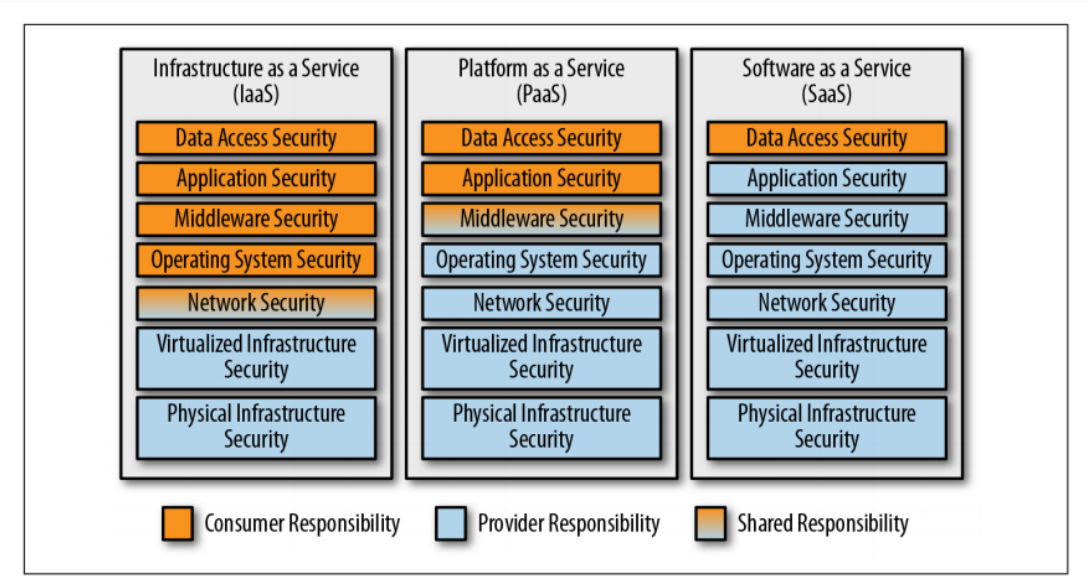 Infrastructure as a Service
(IaaS)
Data Access Security
Application Security
Middleware Security
Operating System Security
Network Security
Virtualized Infrastructure
Security
Physical Infrastructure
Security
Platform as a Service
(PaaS)
Data Access Security
Application Security
Middleware Security
Operating System Security
Network Security
Virtualized Infrastructure
Security
Physical Infrastructure
Security
Software as a Service
(SaaS)
Data Access Security
Application Security
Middleware Security
Operating System Security
Network Security
Virtualized Infrastructure
Security
Physical Infrastructure
Security
Consumer Responsibility
Provider Responsibility
Shared Responsibility